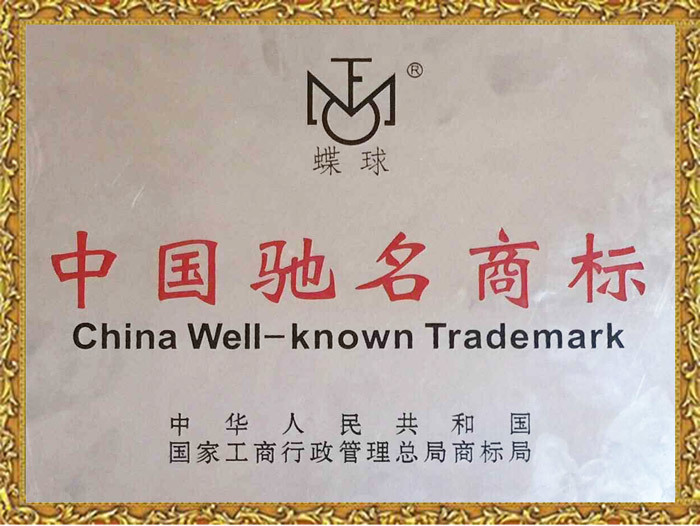 ®
蝶球
中国驰名商标
China Well-known Trademark
中华人民共和国
国家工商行政管理总局商标局